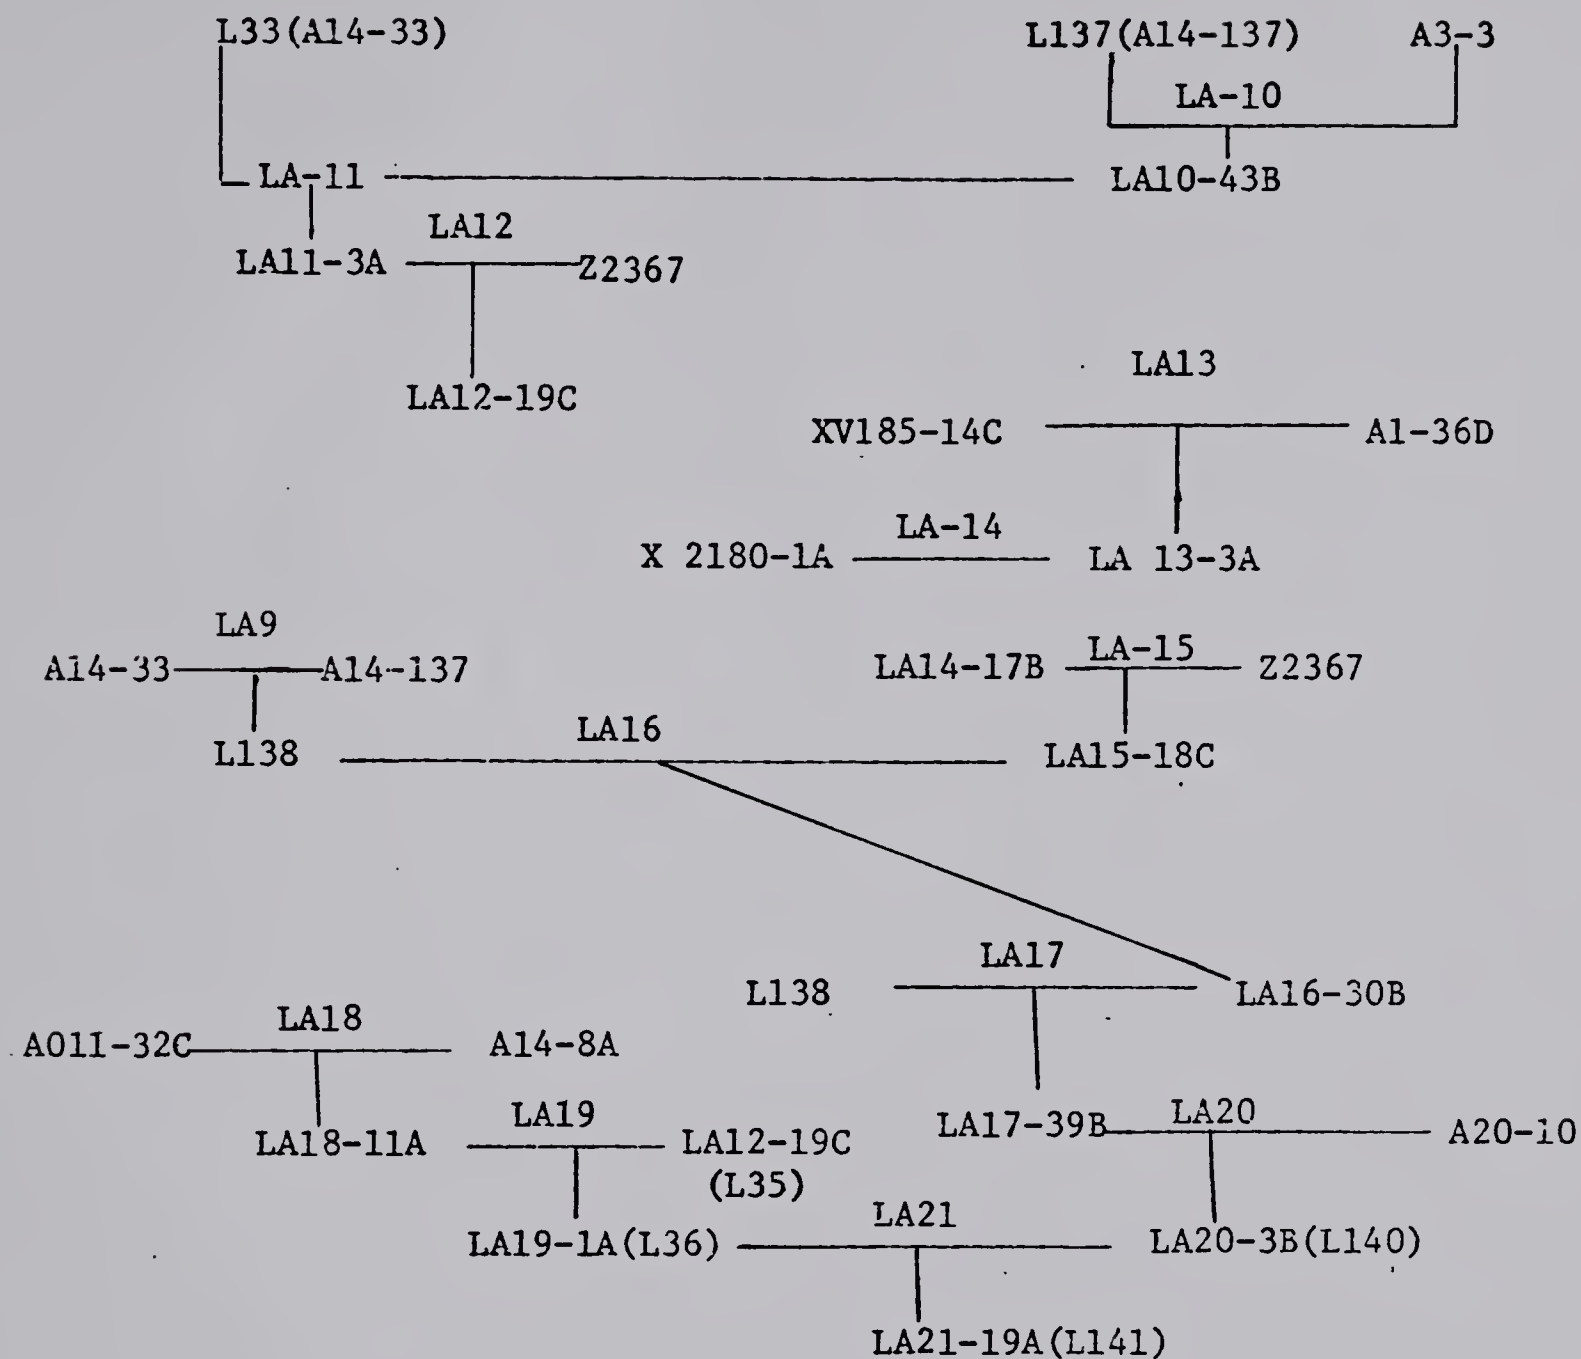 L33(A14-33) L137(A14-137) A3-3
LA-10
LA-11 LA10-43B
LA12
LA11-3A Z2367
LA13
LA12-19C
XV185-14C A1-36D
LA-14
X 2180-1A LA 13-3A
LA9
A14-33 A14-137 LA14-17B LA-15 Z2367
LA16
L138 LA15-18C
LA17
L138 LA16-30B
LA18
A011-32C A14-8A
LA19 LA20
LA18-11A LA12-19C LA17-39B A20-10
(L35)
LA21
LA19-1A(L36) LA20-3B(L140)
LA21-19A(L141)